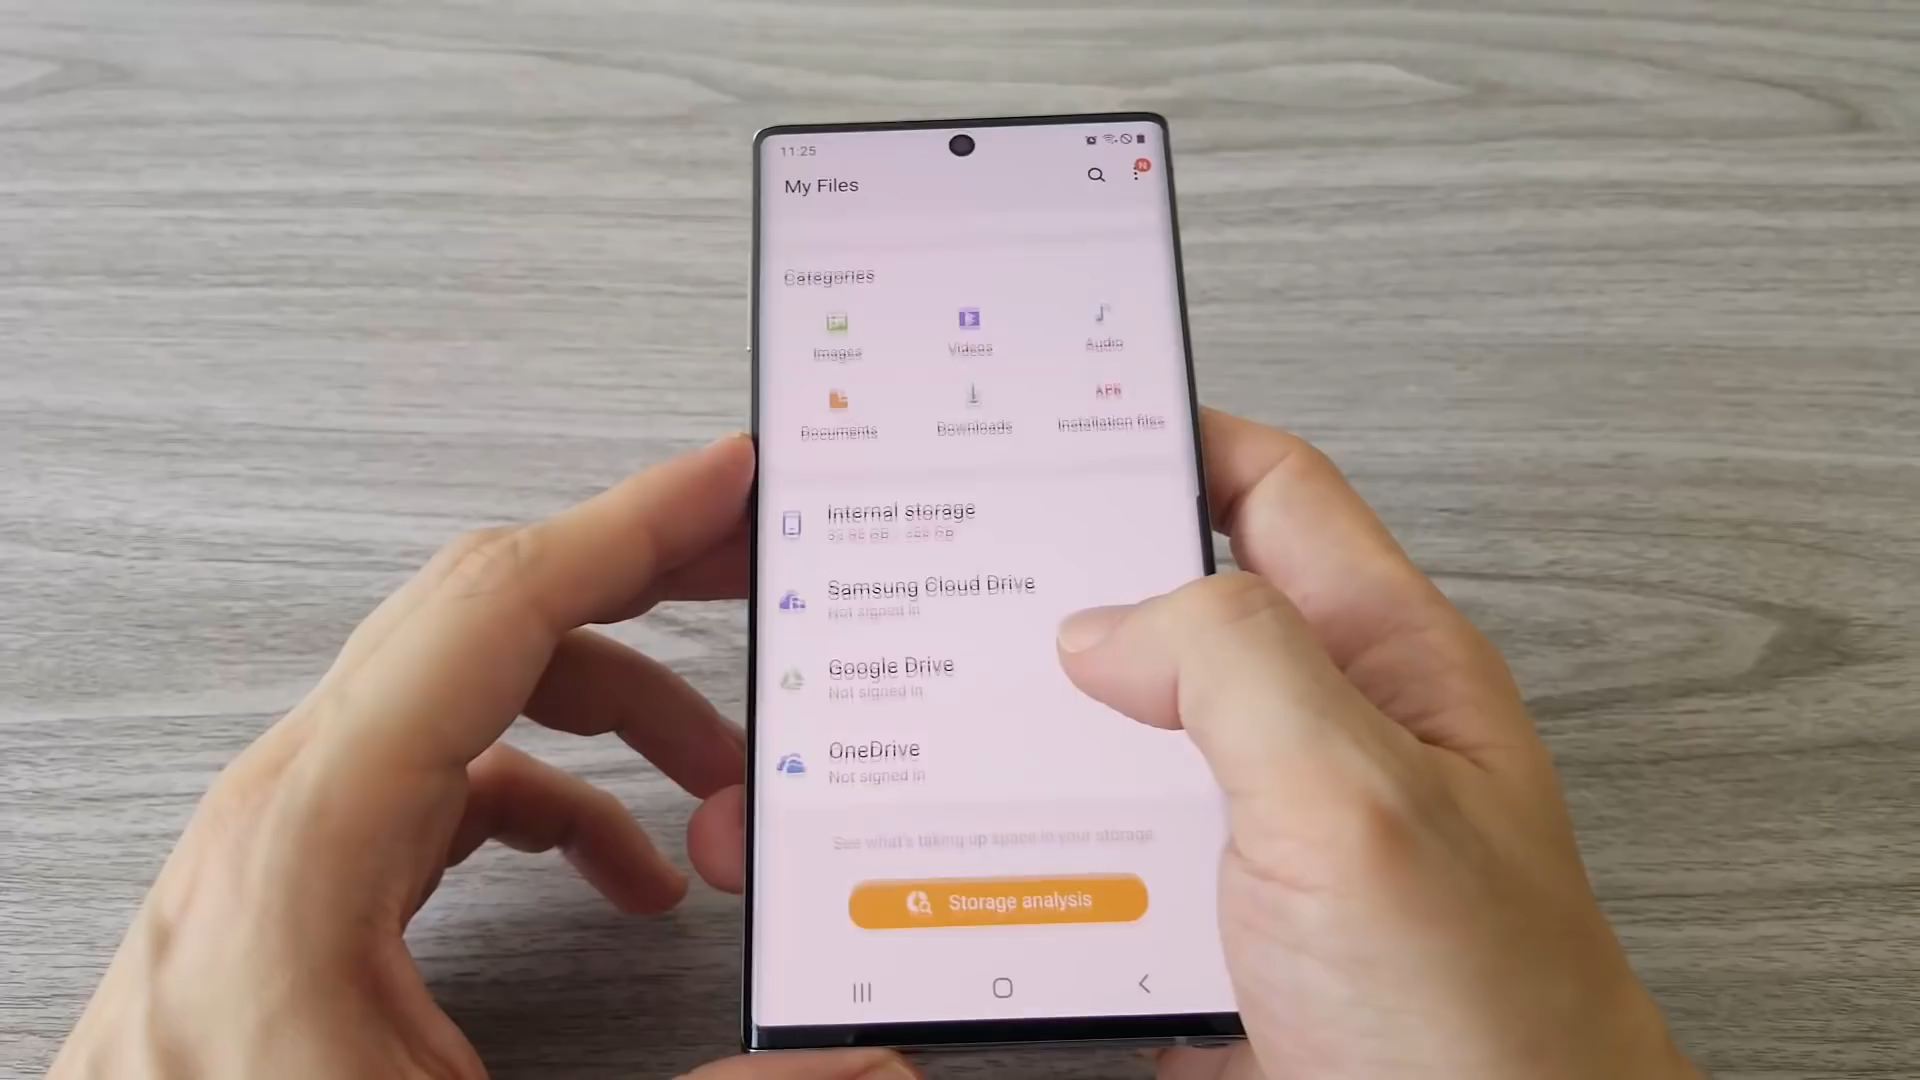 11:25
My Files
N
Categories
Images
Videos
Audio
APK
Documents
Downloads
Installation files
Internal storage
Samsung Cloud Drive
Not signed in
Google Drive
Not signed in
OneDrive
Not signed in
See what's taking up space in your storage
Storage analysis